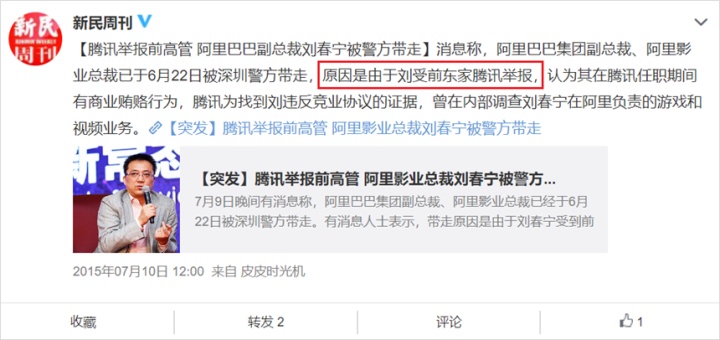 新民周刊
新民
周刊
【腾讯举报前高管 阿里巴巴副总裁刘春宁被警方带走】消息称，阿里巴巴集团副总裁、阿里影
业总裁已于6月22日被深圳警方带走，原因是由于刘受前东家腾讯举报，认为其在腾讯任职期间
有商业贿赂行为，腾讯为找到刘违反竞业协议的证据，曾在内部调查刘春宁在阿里负责的游戏和
视频业务。【突发】腾讯举报前高管 阿里影业总裁刘春宁被警方带走
【突发】腾讯举报前高管 阿里影业总裁刘春宁被警方...
7月9日晚间有消息称，阿里巴巴集团副总裁、阿里影业总裁已经于6月
22日被深圳警方带走。有消息人士表示，带走原因是由于刘春宁受到前
2015年07月10日 12:00 来自 皮皮时光机
收藏
转发 2
评论
1